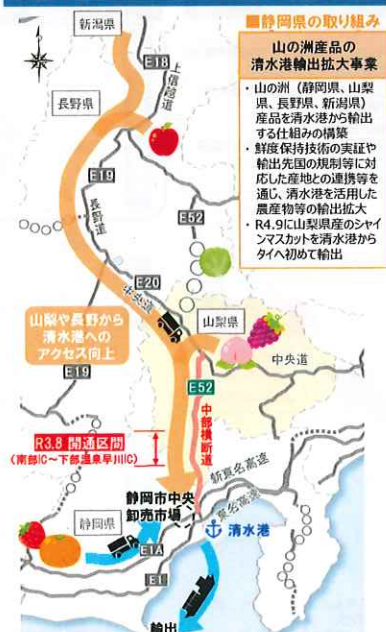 ■静岡県の取り組み
山の洲産品の
清水港輸出拡大事業
・ 山の洲（静岡県、山梨
県、長野県、新潟県）
産品を清水港から輸出
する仕組みの構築
・ 鮮度保持技術の実証や
輸出先国の規制等に対
応した産地との連携等を
通じ、清水港を活用した
農産物等の輸出拡大
・ R4.9に山梨県産のシャイ
ンマスカットを清水港から
タイへ初めて輸出
新潟県
E18
上信越道
長野県
E19
長野道
E52
E20
中央道
山梨や長野から
清水港への
アクセス向上
山梨県
中央道
E19
E52
中部横断道
R3.8 開通区間
(南部IC～下部温泉早川IC)
新東名高速
静岡市中央
卸売市場
東名高速
静岡県
清水港
E1A
E1
輸出